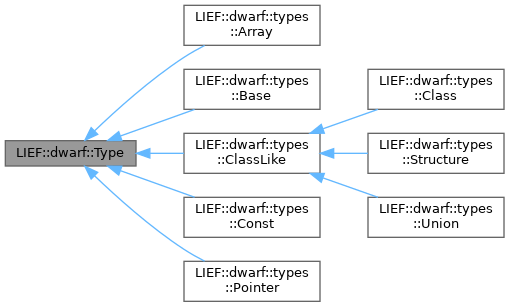 LIEF::dwarf::Type
LIEF::dwarf::types
::Array
LIEF::dwarf::types
::Base
LIEF::dwarf::types
::ClassLike
LIEF::dwarf::types
::Const
LIEF::dwarf::types
::Pointer
LIEF::dwarf::types
::Class
LIEF::dwarf::types
::Structure
LIEF::dwarf::types
::Union